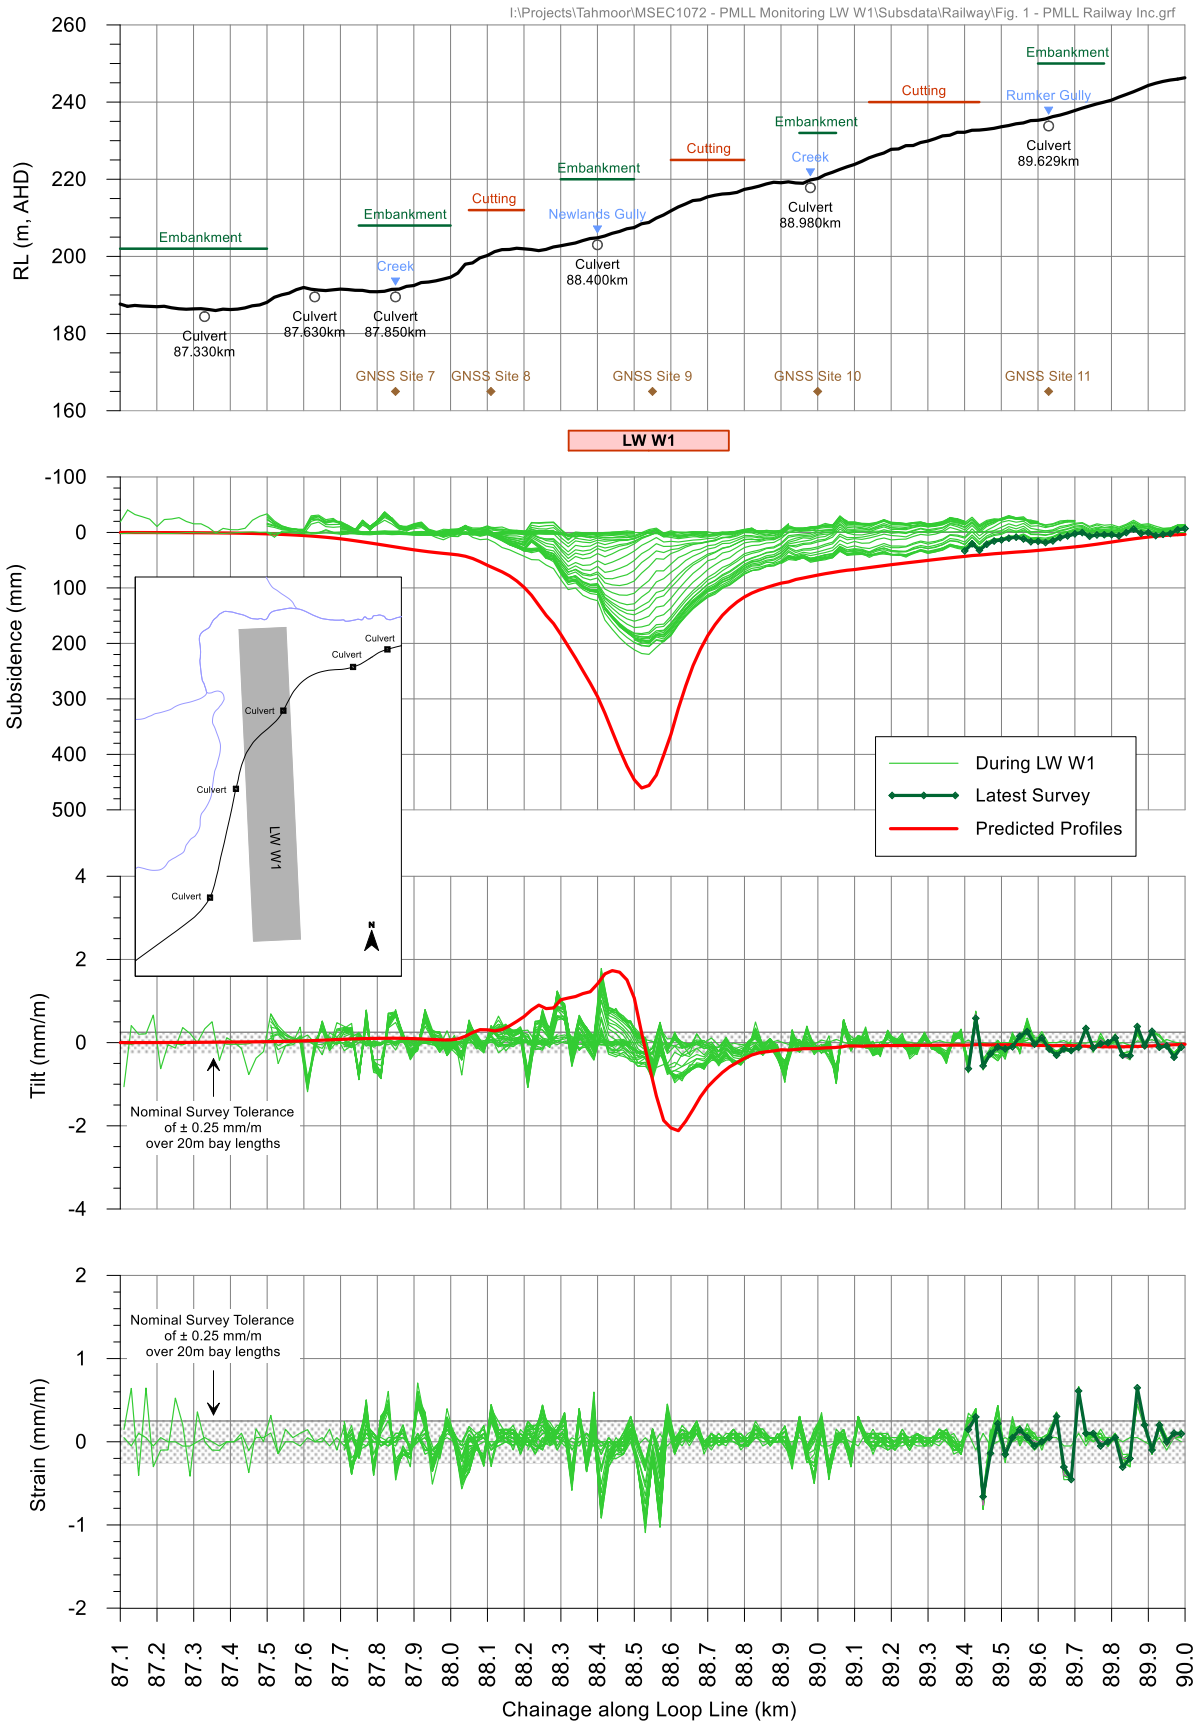 I:\Projects\Tahmoor\MSEC1072 - PMLL Monitoring LW W1\Subsdata\Railway\Fig. 1 - PMLL Railway Inc.grf
260
240
220
200
180
160
RL (m, AHD)
Embankment
Embankment
Cutting
Embankment
Cutting
Embankment
Cutting
Embankment
Creek
Newlands Gully
Creek
Rumker Gully
Culvert
87.330km
Culvert
87.630km
Culvert
87.850km
Culvert
88.400km
Culvert
88.980km
Culvert
89.629km
GNSS Site 7
GNSS Site 8
GNSS Site 9
GNSS Site 10
GNSS Site 11
LW W1
-100
0
100
200
300
400
500
Subsidence (mm)
Culvert
Culvert
Culvert
Culvert
Culvert
LW W1
N
During LW W1
Latest Survey
Predicted Profiles
4
2
0
-2
-4
Tilt (mm/m)
Nominal Survey Tolerance
of ± 0.25 mm/m
over 20m bay lengths
2
1
0
-1
-2
Strain (mm/m)
Nominal Survey Tolerance
of ± 0.25 mm/m
over 20m bay lengths
87.1
87.2
87.3
87.4
87.5
87.6
87.7
87.8
87.9
88.0
88.1
88.2
88.3
88.4
88.5
88.6
88.7
88.8
88.9
89.0
89.1
89.2
89.3
89.4
89.5
89.6
89.7
89.8
89.9
90.0
Chainage along Loop Line (km)